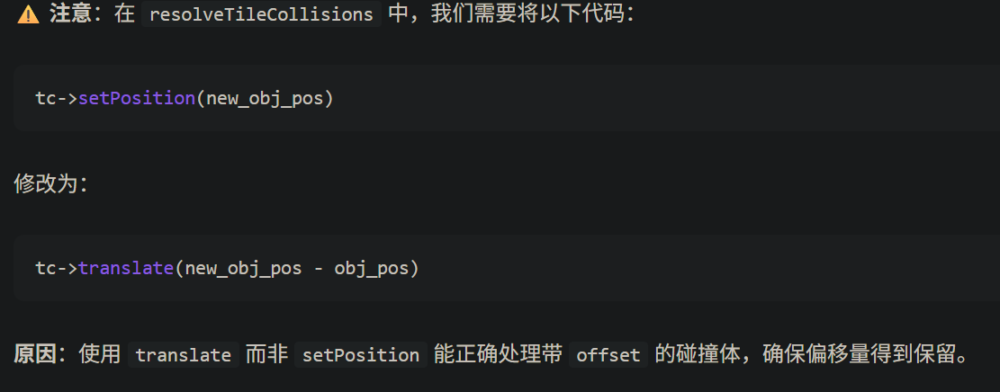 ⚠️ 注意：在 resolveTileCollisions 中，我们需要将以下代码：
tc->setPosition(new_obj_pos)
修改为：
tc->translate(new_obj_pos - obj_pos)
原因：使用 translate 而非 setPosition 能正确处理带 offset 的碰撞体，确保偏移量得到保留。